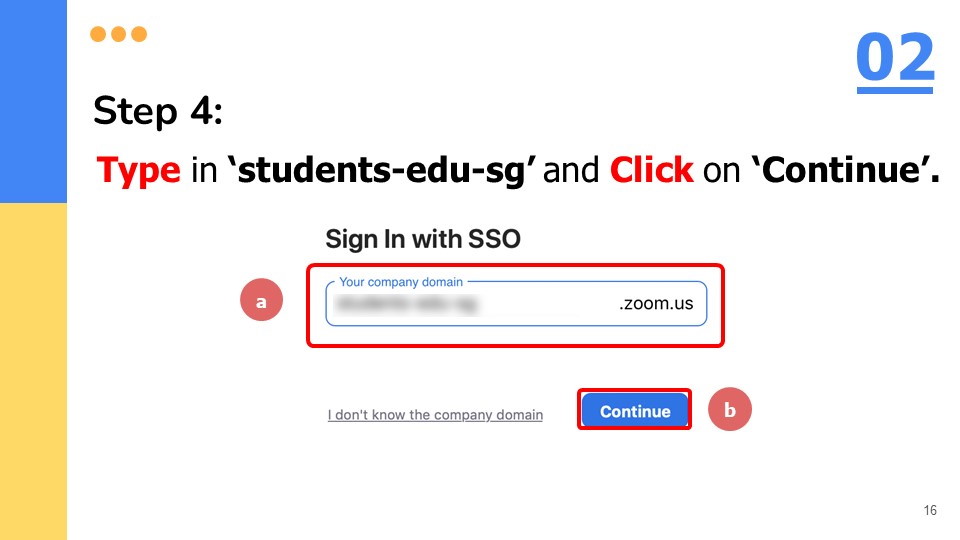 02
Step 4:
Type in ‘students-edu-sg’ and Click on ‘Continue’.
Sign In with SSO
Your company domain
a
.zoom.us
I don't know the company domain
Continue
b
16